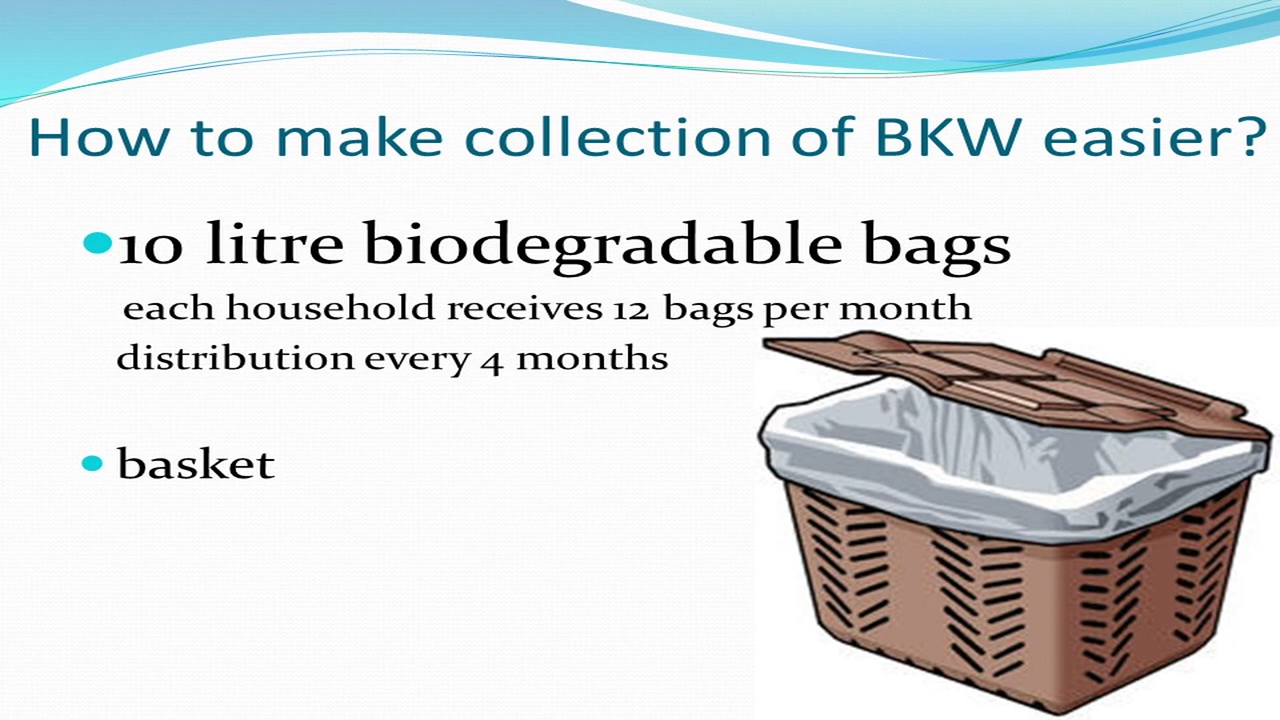 How to make collection of BKW easier?
•10 litre biodegradable bags
each household receives 12 bags per month
distribution every 4 months
• basket